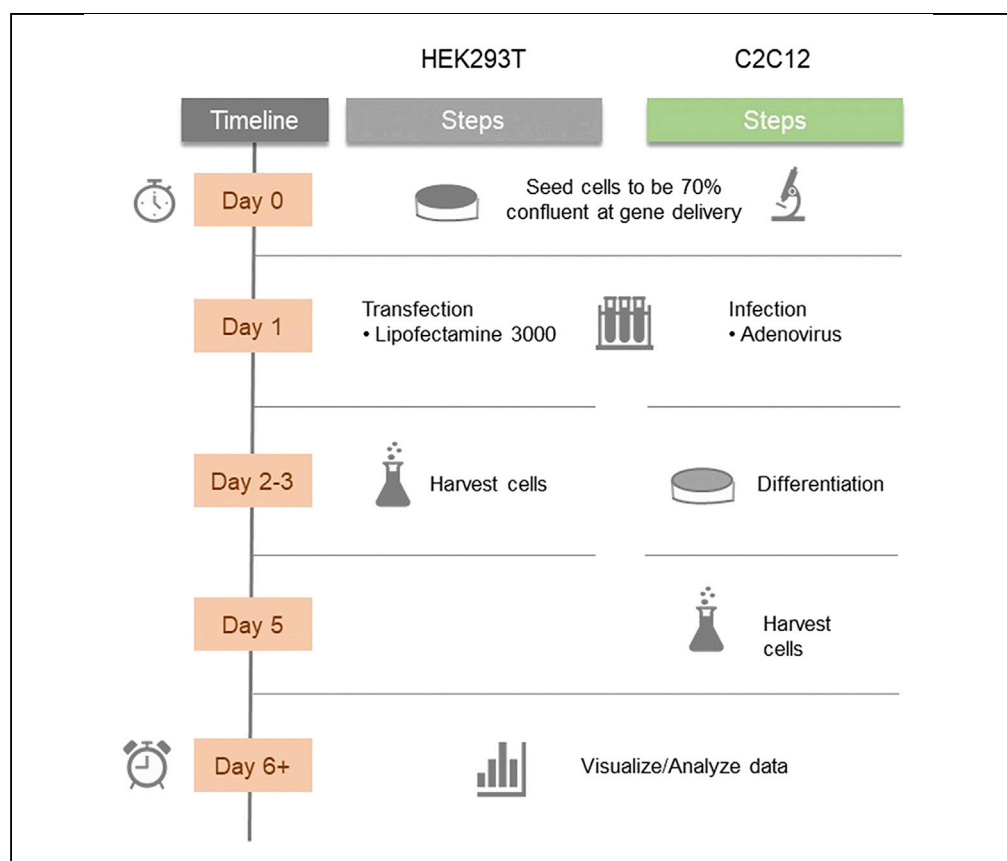 HEK293T
C2C12
Timeline
Steps
Steps
Day 0
Seed cells to be 70%
confluent at gene delivery
Day 1
Transfection
• Lipofectamine 3000
Infection
• Adenovirus
Day 2-3
Harvest cells
Differentiation
Day 5
Harvest
cells
Day 6+
Visualize/Analyze data